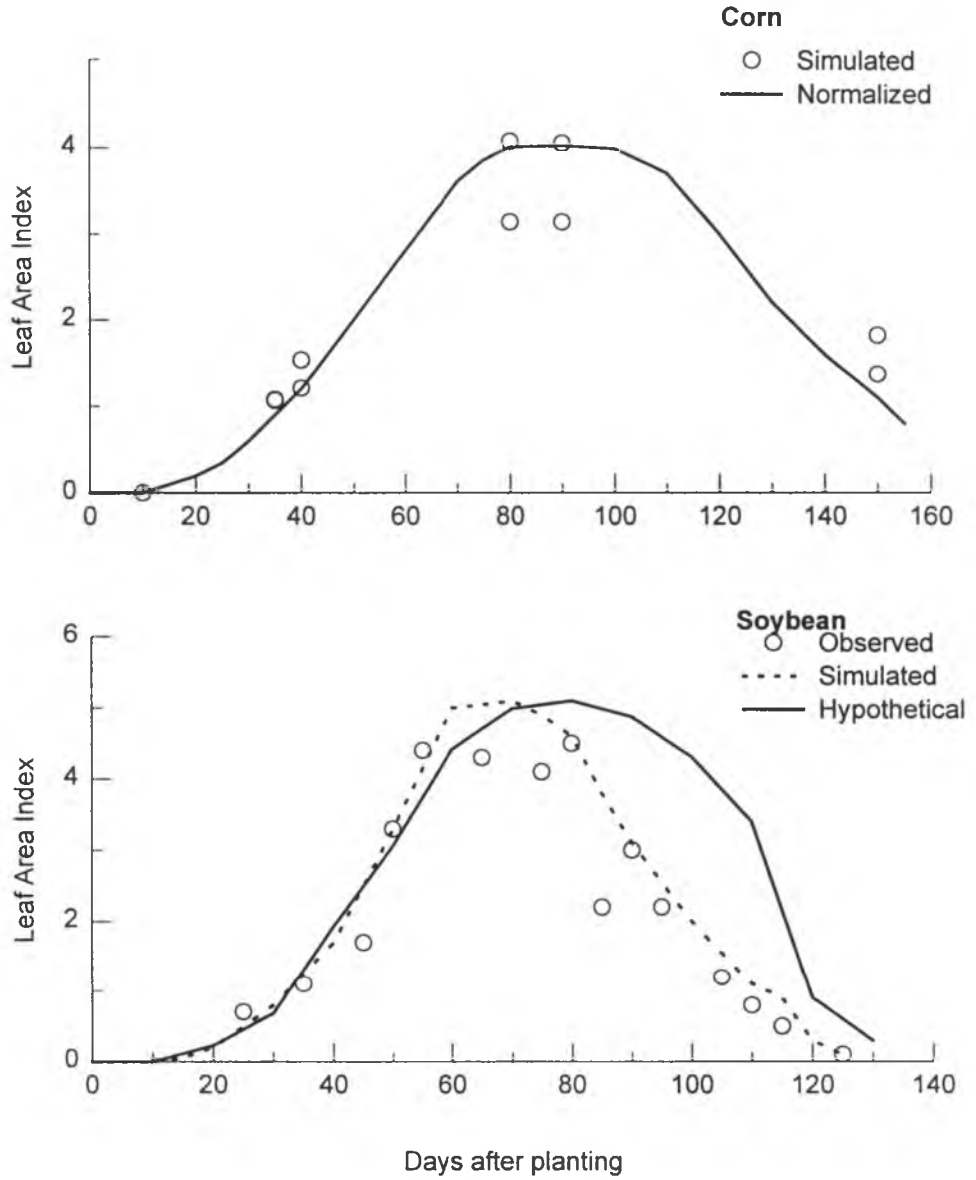 Corn
Simulated
Normalized
Leaf Area Index
4
2
0
0 20 40 60 80 100 120 140 160
Soybean
Observed
Simulated
Hypothetical
Leaf Area Index
6
4
2
0
0 20 40 60 80 100 120 140
Days after planting